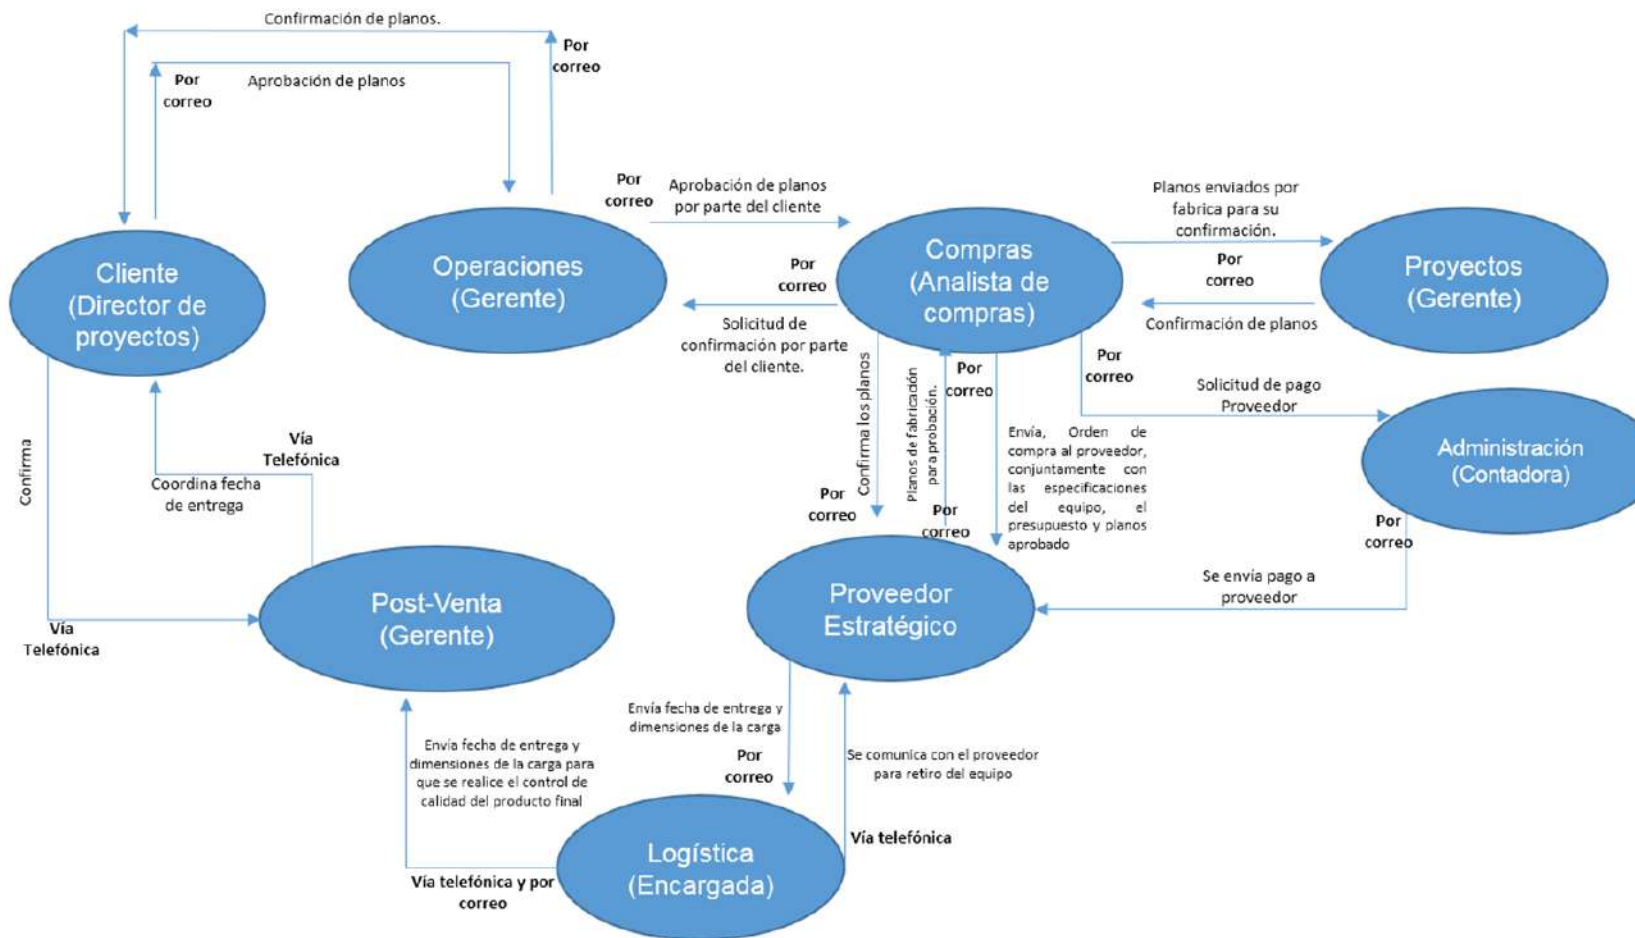 Confirmación de planos.
Por
correo
Por
correo
Aprobación de planos
Por
correo
Aprobación de planos
por parte del cliente
Planos enviados por
fabrica para su
confirmación.
Cliente
(Director de
proyectos)
Operaciones
(Gerente)
Por
correo
Compras
(Analista de
compras)
Por
correo
Proyectos
(Gerente)
Solicitud de
confirmación por parte
del cliente.
Confirmación de planos
Confirma los planos
Planos de fabricación
para aprobación.
Por
correo
Por
correo
Solicitud de pago
Proveedor
Confirma
Vía
Telefónica
Coordina fecha
de entrega
Envía, Orden de
compra al proveedor,
conjuntamente con
las especificaciones
del equipo, el
presupuesto y planos
aprobado
Administración
(Contadora)
Por
correo
Por
correo
Por
correo
Post-Venta
(Gerente)
Proveedor
Estratégico
Se envía pago a
proveedor
Vía
Telefónica
Envía fecha de entrega y
dimensiones de la carga
Por
correo
Se comunica con el proveedor
para retiro del equipo
Envía fecha de entrega y
dimensiones de la carga para
que se realice el control de
calidad del producto final
Logística
(Encargada)
Vía telefónica
Vía telefónica y por
correo